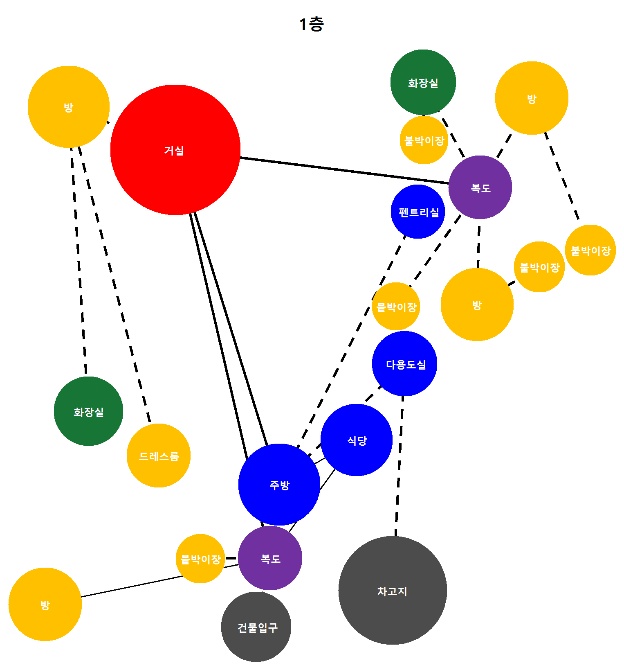 1층
화장실
방
방
붙박이장
거실
복도
펜트리실
붙박이장
붙박이장
붙박이장
방
다용도실
화장실
식당
드레스룸
주방
붙박이장
복도
차고지
방
건물입구